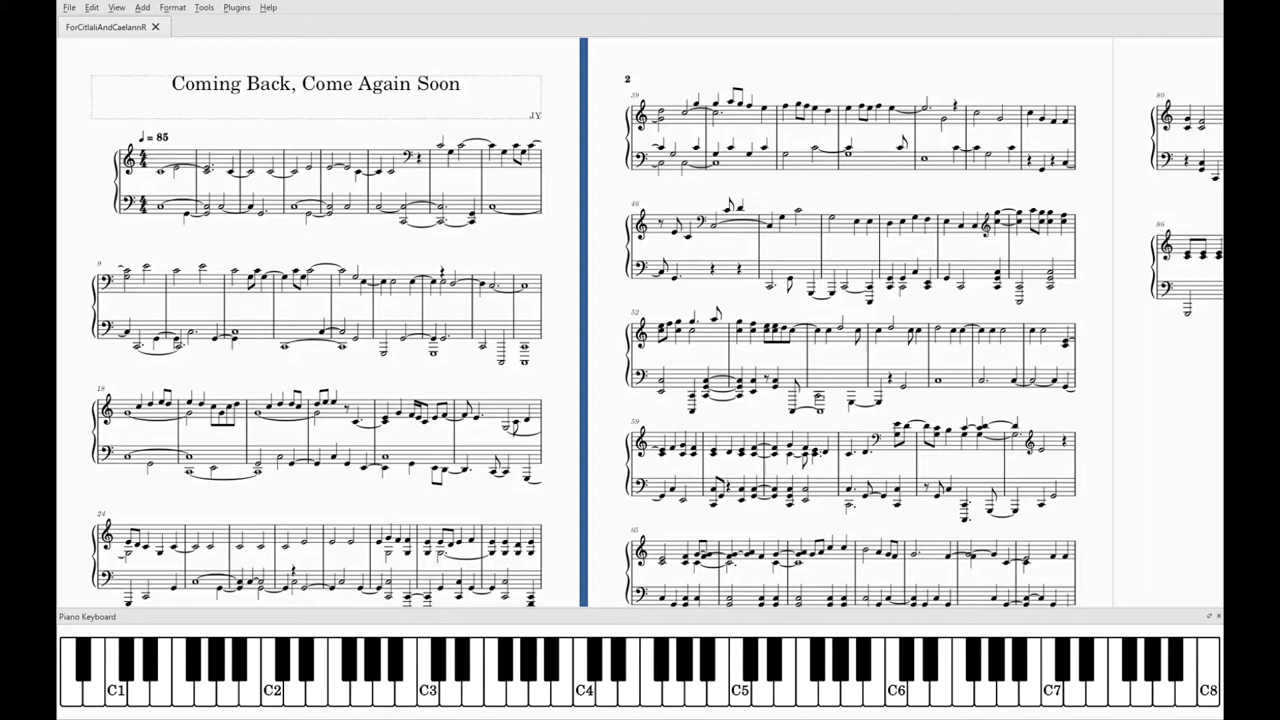 File Edit View Add Format Tools Plugins Help
ForCitlaliAndCaelannR
Coming Back, Come Again Soon
JY
= 85
9
18
24
2
39
46
52
59
65
80
86
Piano Keyboard
C1 C2 C3 C4 C5 C6 C7 C8